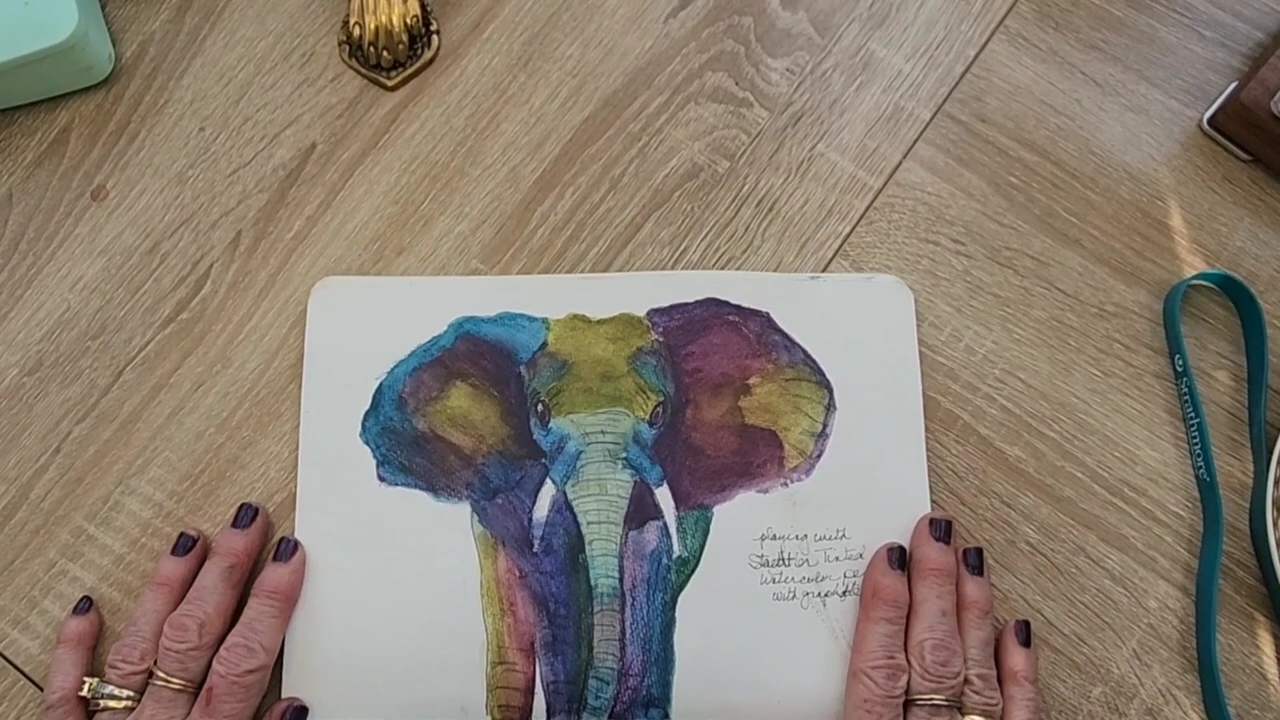 playing with
Staedtler Tinted
Watercolor pe
with graphite
Strathmore